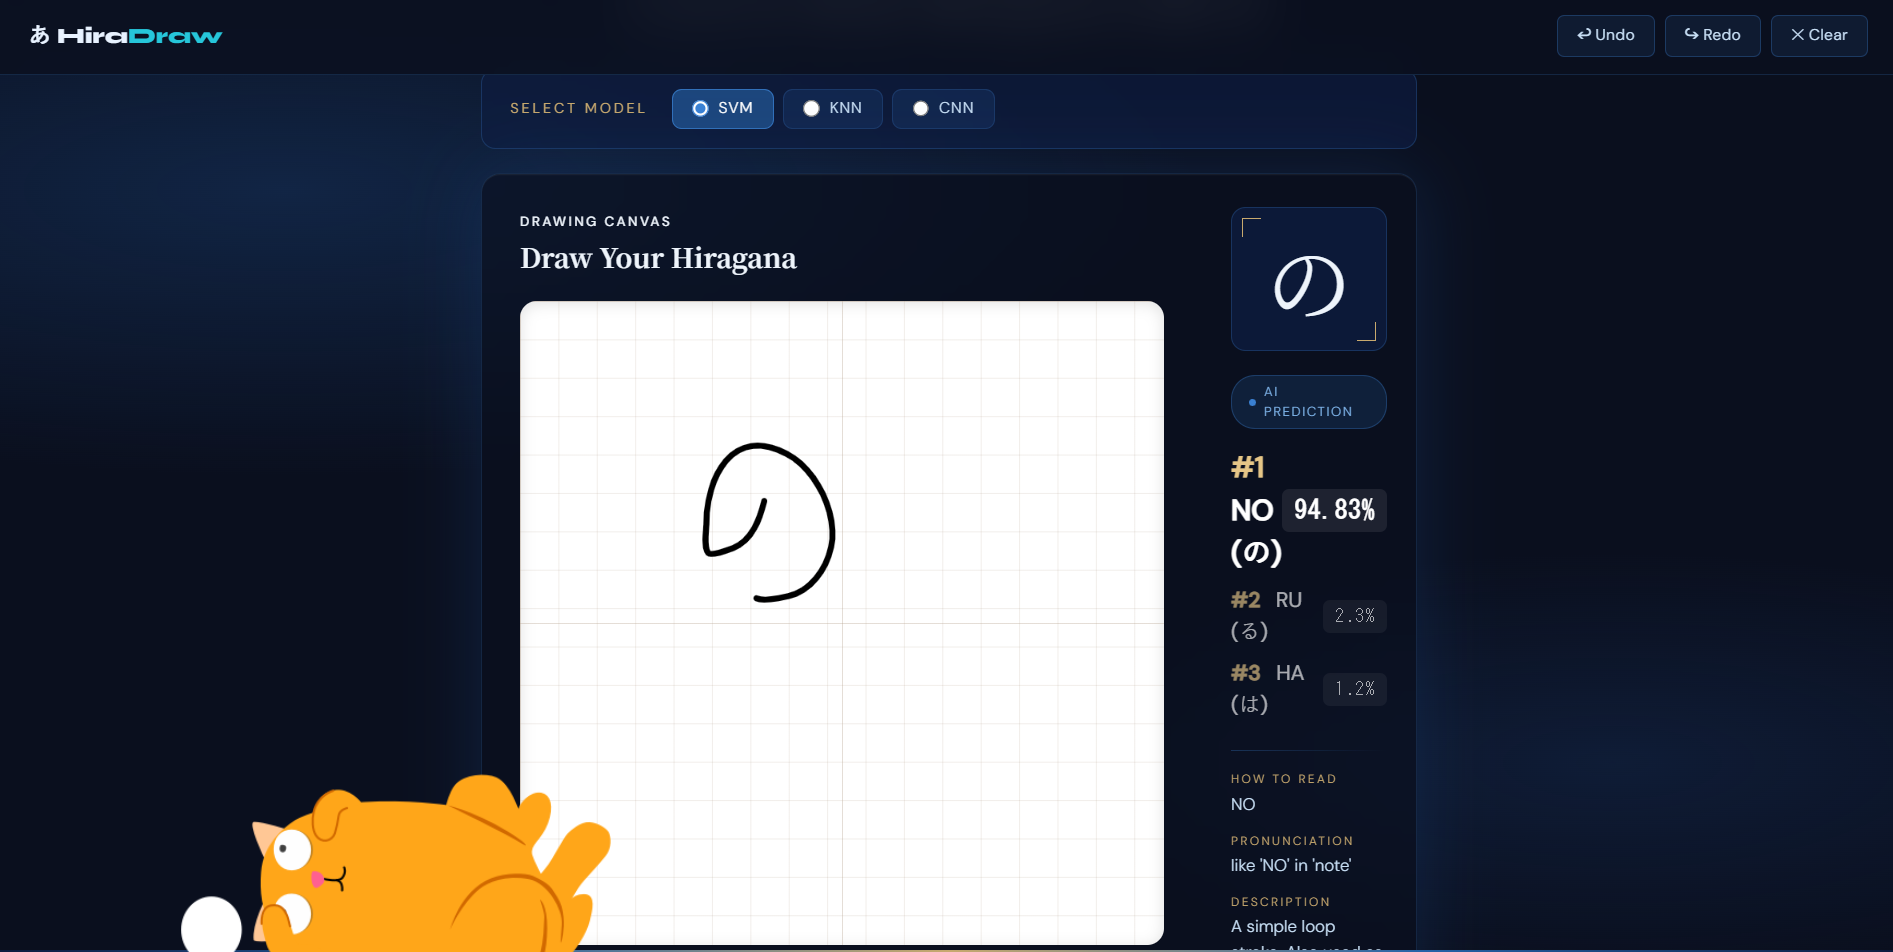 あ HiraDraw
↩ Undo
↪ Redo
✕ Clear
SELECT MODEL
SVM
KNN
CNN
DRAWING CANVAS
Draw Your Hiragana
の
の
AI
PREDICTION
#1
NO 94.83%
(の)
#2 RU
(る)
2.3%
#3 HA
(は)
1.2%
HOW TO READ
NO
PRONUNCIATION
like 'NO' in 'note'
DESCRIPTION
A simple loop